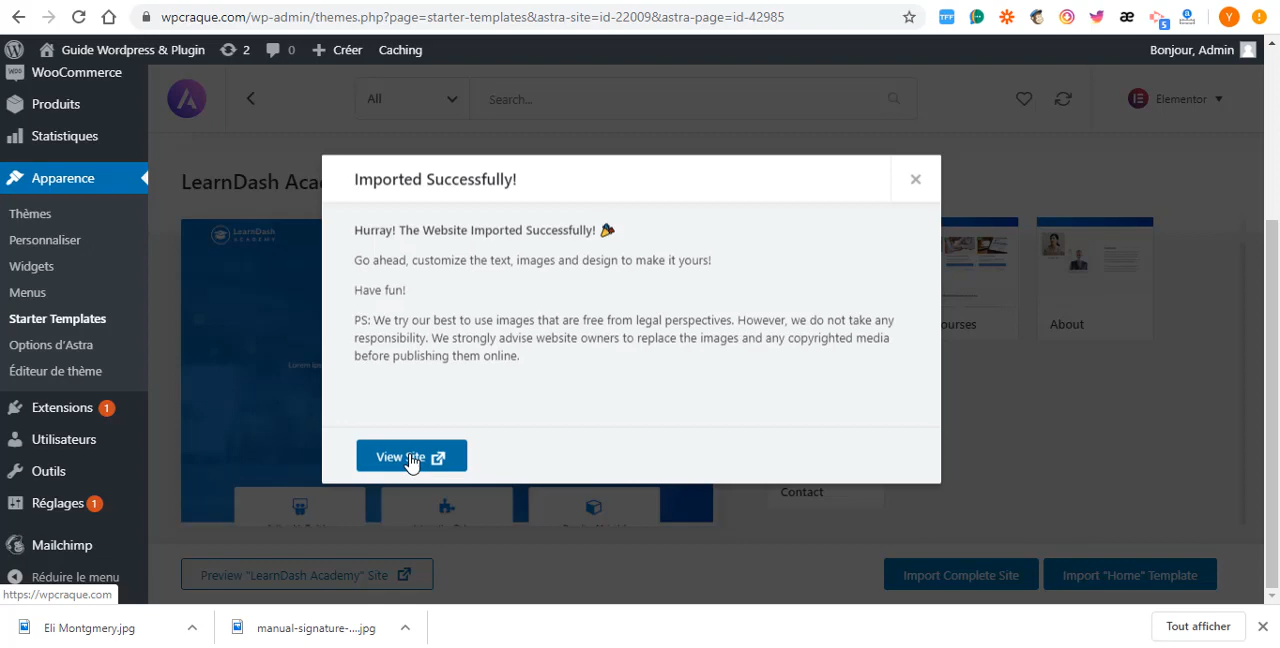 wpcraque.com/wp-admin/themes.php?page=starter-templates&astra-site=id-22009&astra-page=id-42985
Guide Wordpress & Plugin 2 0 Créer Caching Bonjour, Admin
WooCommerce
Produits
Statistiques
Apparence
Thèmes
Personnaliser
Widgets
Menus
Starter Templates
Options d'Astra
Éditeur de thème
Extensions 1
Utilisateurs
Outils
Réglages 1
Mailchimp
Réduire le menu
https://wpcraque.com
All Search... Elementor
LearnDash Aca
LearnDash
ACADEMY
Imported Successfully!
Hurray! The Website Imported Successfully!
Go ahead, customize the text, images and design to make it yours!
Have fun!
PS: We try our best to use images that are free from legal perspectives. However, we do not take any
responsibility. We strongly advise website owners to replace the images and any copyrighted media
before publishing them online.
View Site
ourses
About
Contact
Preview "LearnDash Academy" Site
Import Complete Site
Import "Home" Template
Eli Montgmery.jpg
manual-signature-....jpg
Tout afficher